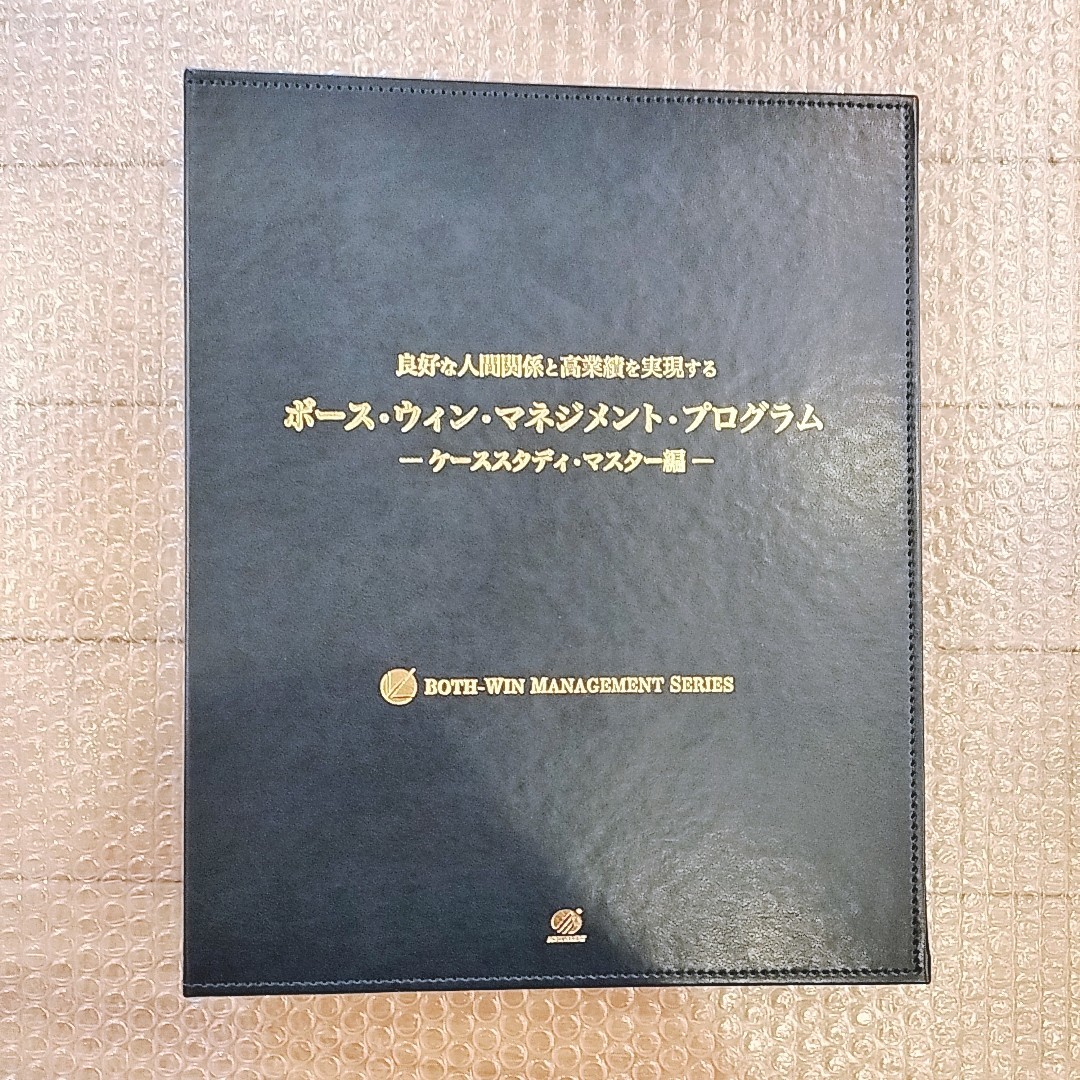 良好な人間関係と高業績を実現する
ボース・ウィン・マネジメント・プログラム
― ケーススタディ・マスター編 ―
BOTH-WIN MANAGEMENT SERIES